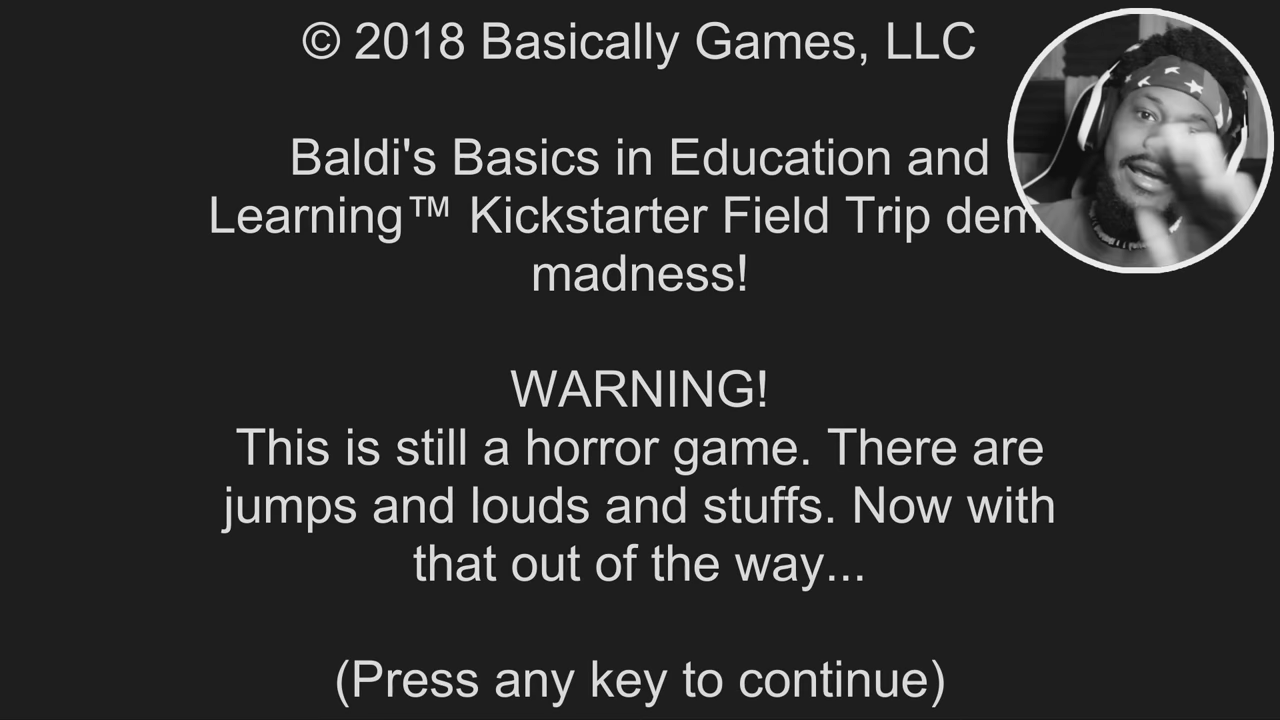 © 2018 Basically Games, LLC
Baldi's Basics in Education and
Learning™ Kickstarter Field Trip
madness!
WARNING!
This is still a horror game. There are
jumps and louds and stuffs. Now with
that out of the way...
(Press any key to continue)